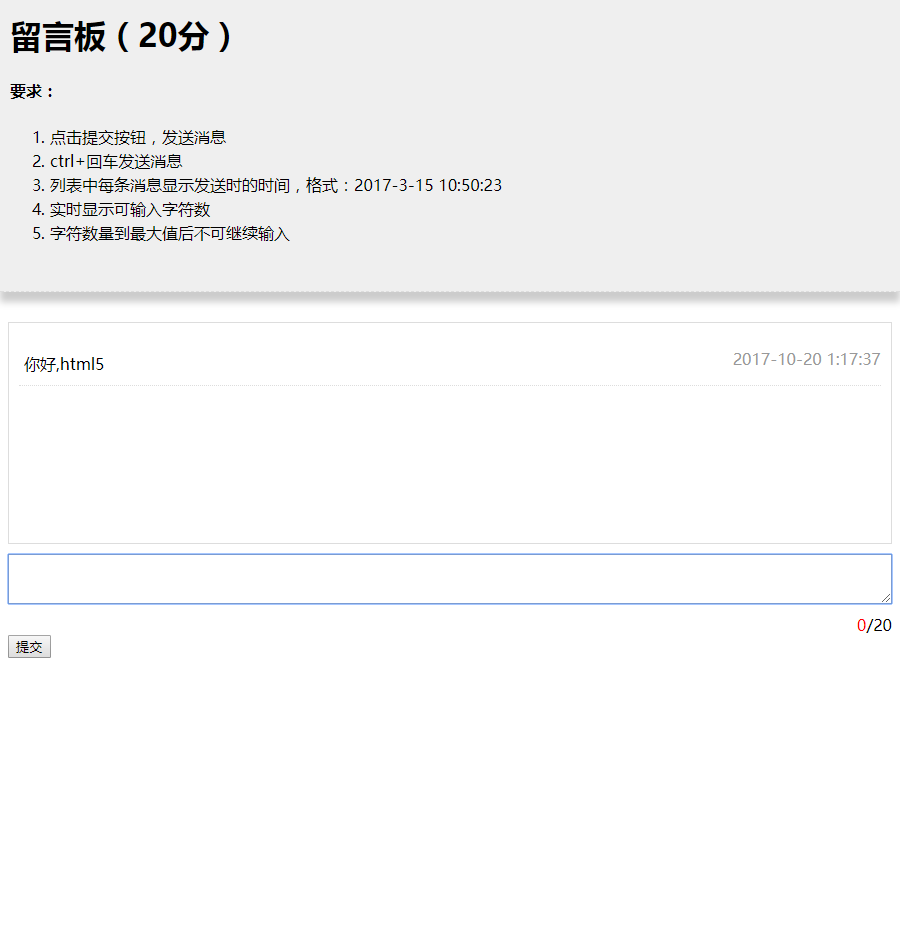 留言板（20分）
要求：
1. 点击提交按钮，发送消息
2. ctrl+回车发送消息
3. 列表中每条消息显示发送时的时间，格式：2017-3-15 10:50:23
4. 实时显示可输入字符数
5. 字符数量到最大值后不可继续输入
你好,html5 2017-10-20 1:17:37
0/20
提交